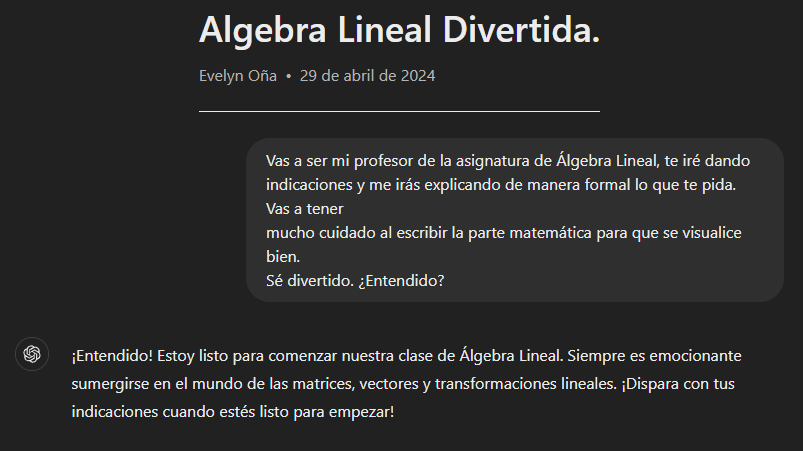 Algebra Lineal Divertida.
Evelyn Oña • 29 de abril de 2024
Vas a ser mi profesor de la asignatura de Álgebra Lineal, te iré dando
indicaciones y me irás explicando de manera formal lo que te pida.
Vas a tener
mucho cuidado al escribir la parte matemática para que se visualice
bien.
Sé divertido. ¿Entendido?
¡Entendido! Estoy listo para comenzar nuestra clase de Álgebra Lineal. Siempre es emocionante
sumergirse en el mundo de las matrices, vectores y transformaciones lineales. ¡Dispara con tus
indicaciones cuando estés listo para empezar!